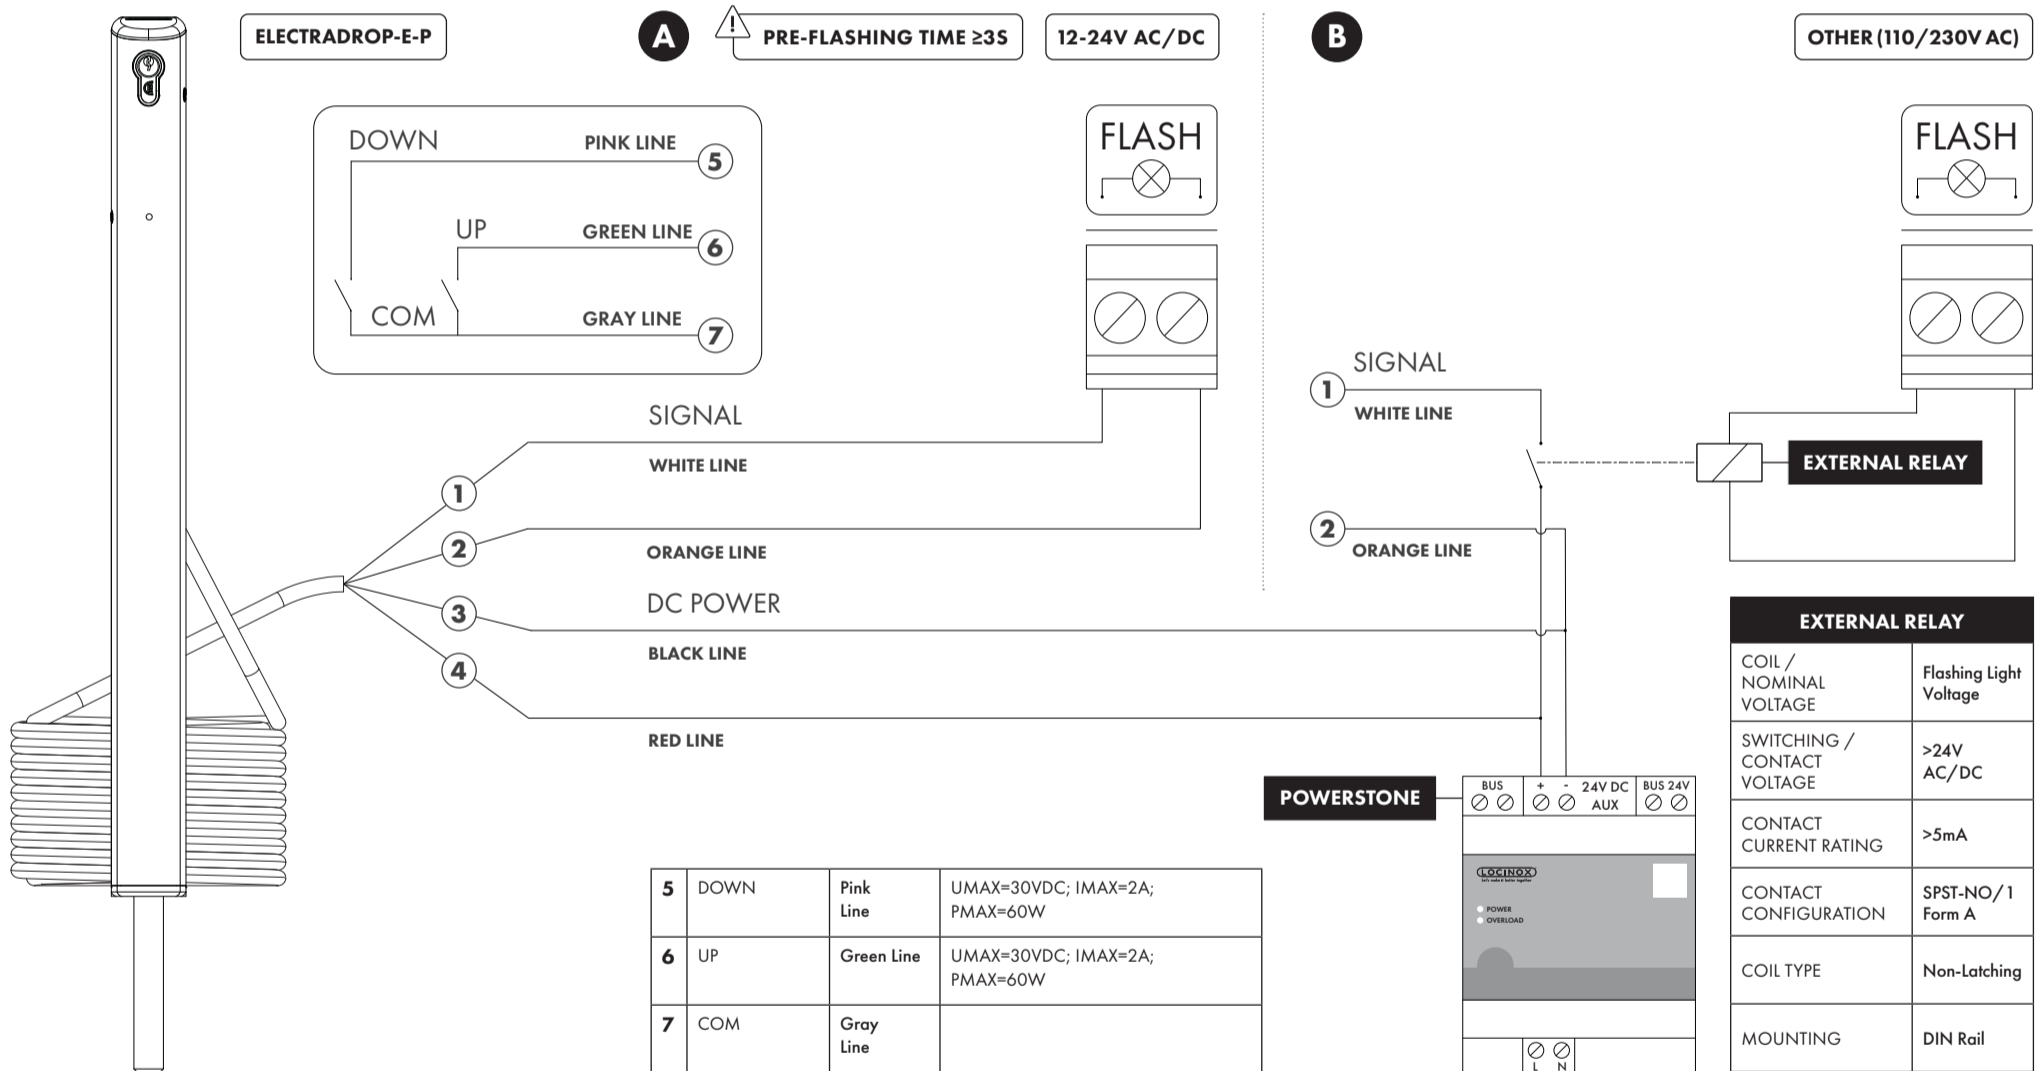 ELECTRADROP-E-P
A
!
PRE-FLASHING TIME ≥3S
12-24V AC/DC
B
OTHER (110/230V AC)
DOWN
PINK LINE
5
UP
GREEN LINE
6
COM
GRAY LINE
7
FLASH
FLASH
SIGNAL
1
WHITE LINE
2
ORANGE LINE
EXTERNAL RELAY
SIGNAL
WHITE LINE
1
2
ORANGE LINE
DC POWER
3
BLACK LINE
4
RED LINE
POWERSTONE
BUS
+ -
24V DC
AUX
BUS 24V
LOCINOX
Let's make it better together
POWER
OVERLOAD
L N
5 DOWN Pink Line UMAX=30VDC; IMAX=2A; PMAX=60W
6 UP Green Line UMAX=30VDC; IMAX=2A; PMAX=60W
7 COM Gray Line
EXTERNAL RELAY
COIL / NOMINAL VOLTAGE Flashing Light Voltage
SWITCHING / CONTACT VOLTAGE >24V AC/DC
CONTACT CURRENT RATING >5mA
CONTACT CONFIGURATION SPST-NO/1 Form A
COIL TYPE Non-Latching
MOUNTING DIN Rail